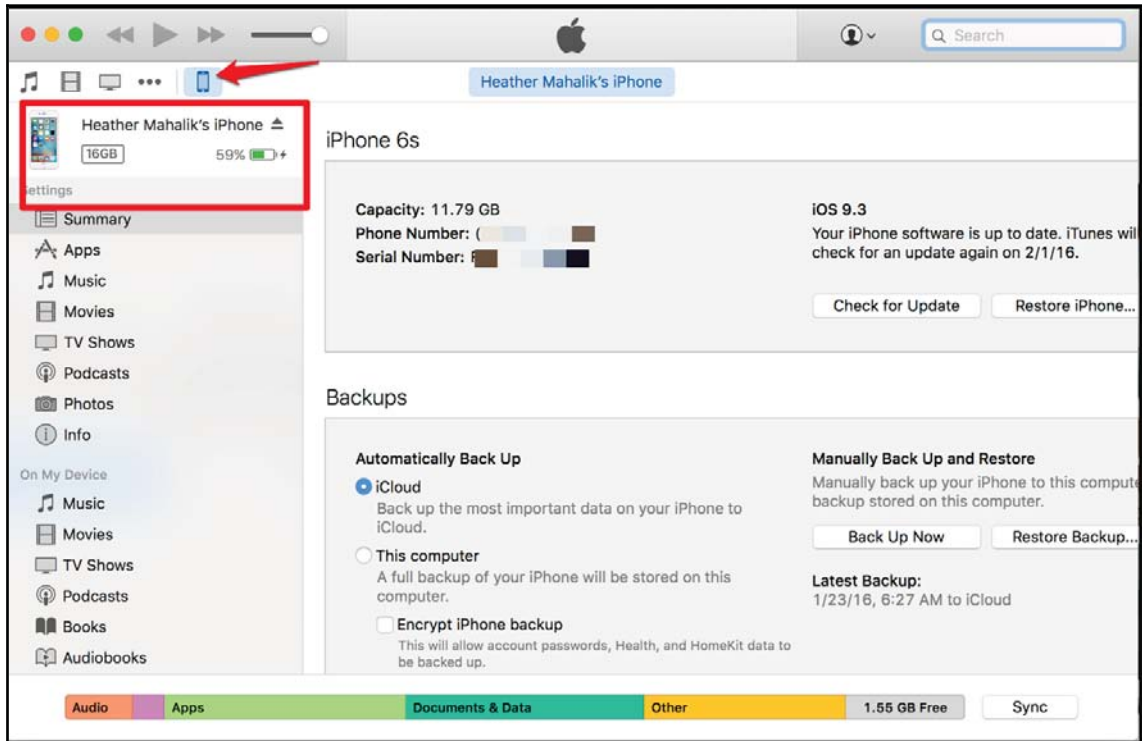 Search
Heather Mahalik's iPhone
Heather Mahalik's iPhone
16GB
59%
Settings
Summary
Apps
Music
Movies
TV Shows
Podcasts
Photos
Info
On My Device
Music
Movies
TV Shows
Podcasts
Books
Audiobooks
iPhone 6s
Capacity: 11.79 GB
Phone Number: (
Serial Number:
iOS 9.3
Your iPhone software is up to date. iTunes will
check for an update again on 2/1/16.
Check for Update
Restore iPhone...
Backups
Automatically Back Up
iCloud
Back up the most important data on your iPhone to
iCloud.
This computer
A full backup of your iPhone will be stored on this
computer.
Encrypt iPhone backup
This will allow account passwords, Health, and HomeKit data to
be backed up.
Manually Back Up and Restore
Manually back up your iPhone to this compute
backup stored on this computer.
Back Up Now
Restore Backup...
Latest Backup:
1/23/16, 6:27 AM to iCloud
Audio
Apps
Documents & Data
Other
1.55 GB Free
Sync